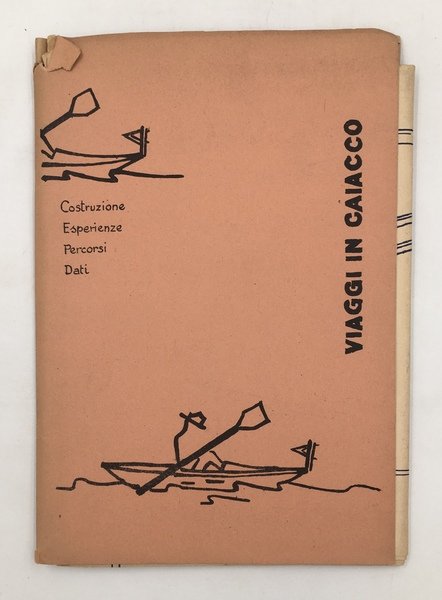 Costruzione
Esperienze
Percorsi
Dati
VIAGGI IN CAIACCO